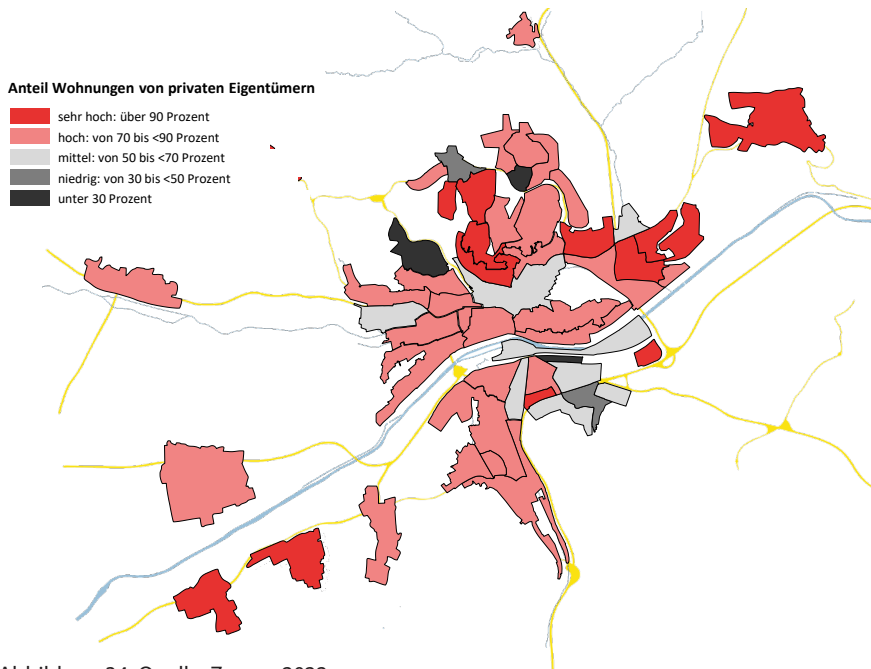 Anteil Wohnungen von privaten Eigentümern
sehr hoch: über 90 Prozent
hoch: von 70 bis <90 Prozent
mittel: von 50 bis <70 Prozent
niedrig: von 30 bis <50 Prozent
unter 30 Prozent